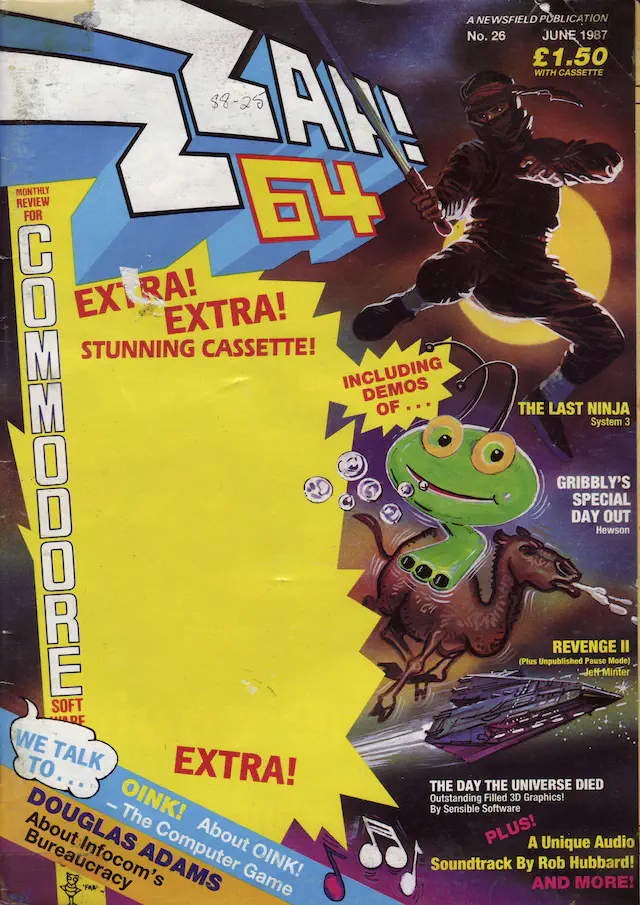 A NEWSFIELD PUBLICATION
No. 26 JUNE 1987
£1.50
WITH CASSETTE
ZZAP!
64
$8-25
MONTHLY
REVIEW
FOR
COMMODORE
SOFT
WARE
EXTRA!
EXTRA!
STUNNING CASSETTE!
INCLUDING
DEMOS
OF . . .
THE LAST NINJA
System 3
GRIBBLY'S
SPECIAL
DAY OUT
Hewson
REVENGE II
(Plus Unpublished Pause Mode)
Jeff Minter
EXTRA!
THE DAY THE UNIVERSE DIED
Outstanding Filled 3D Graphics!
By Sensible Software
PLUS!
A Unique Audio
Soundtrack By Rob Hubbard!
AND MORE!
WE TALK
TO . . .
OINK! About OINK!
– The Computer Game
DOUGLAS ADAMS
About Infocom's
Bureaucracy